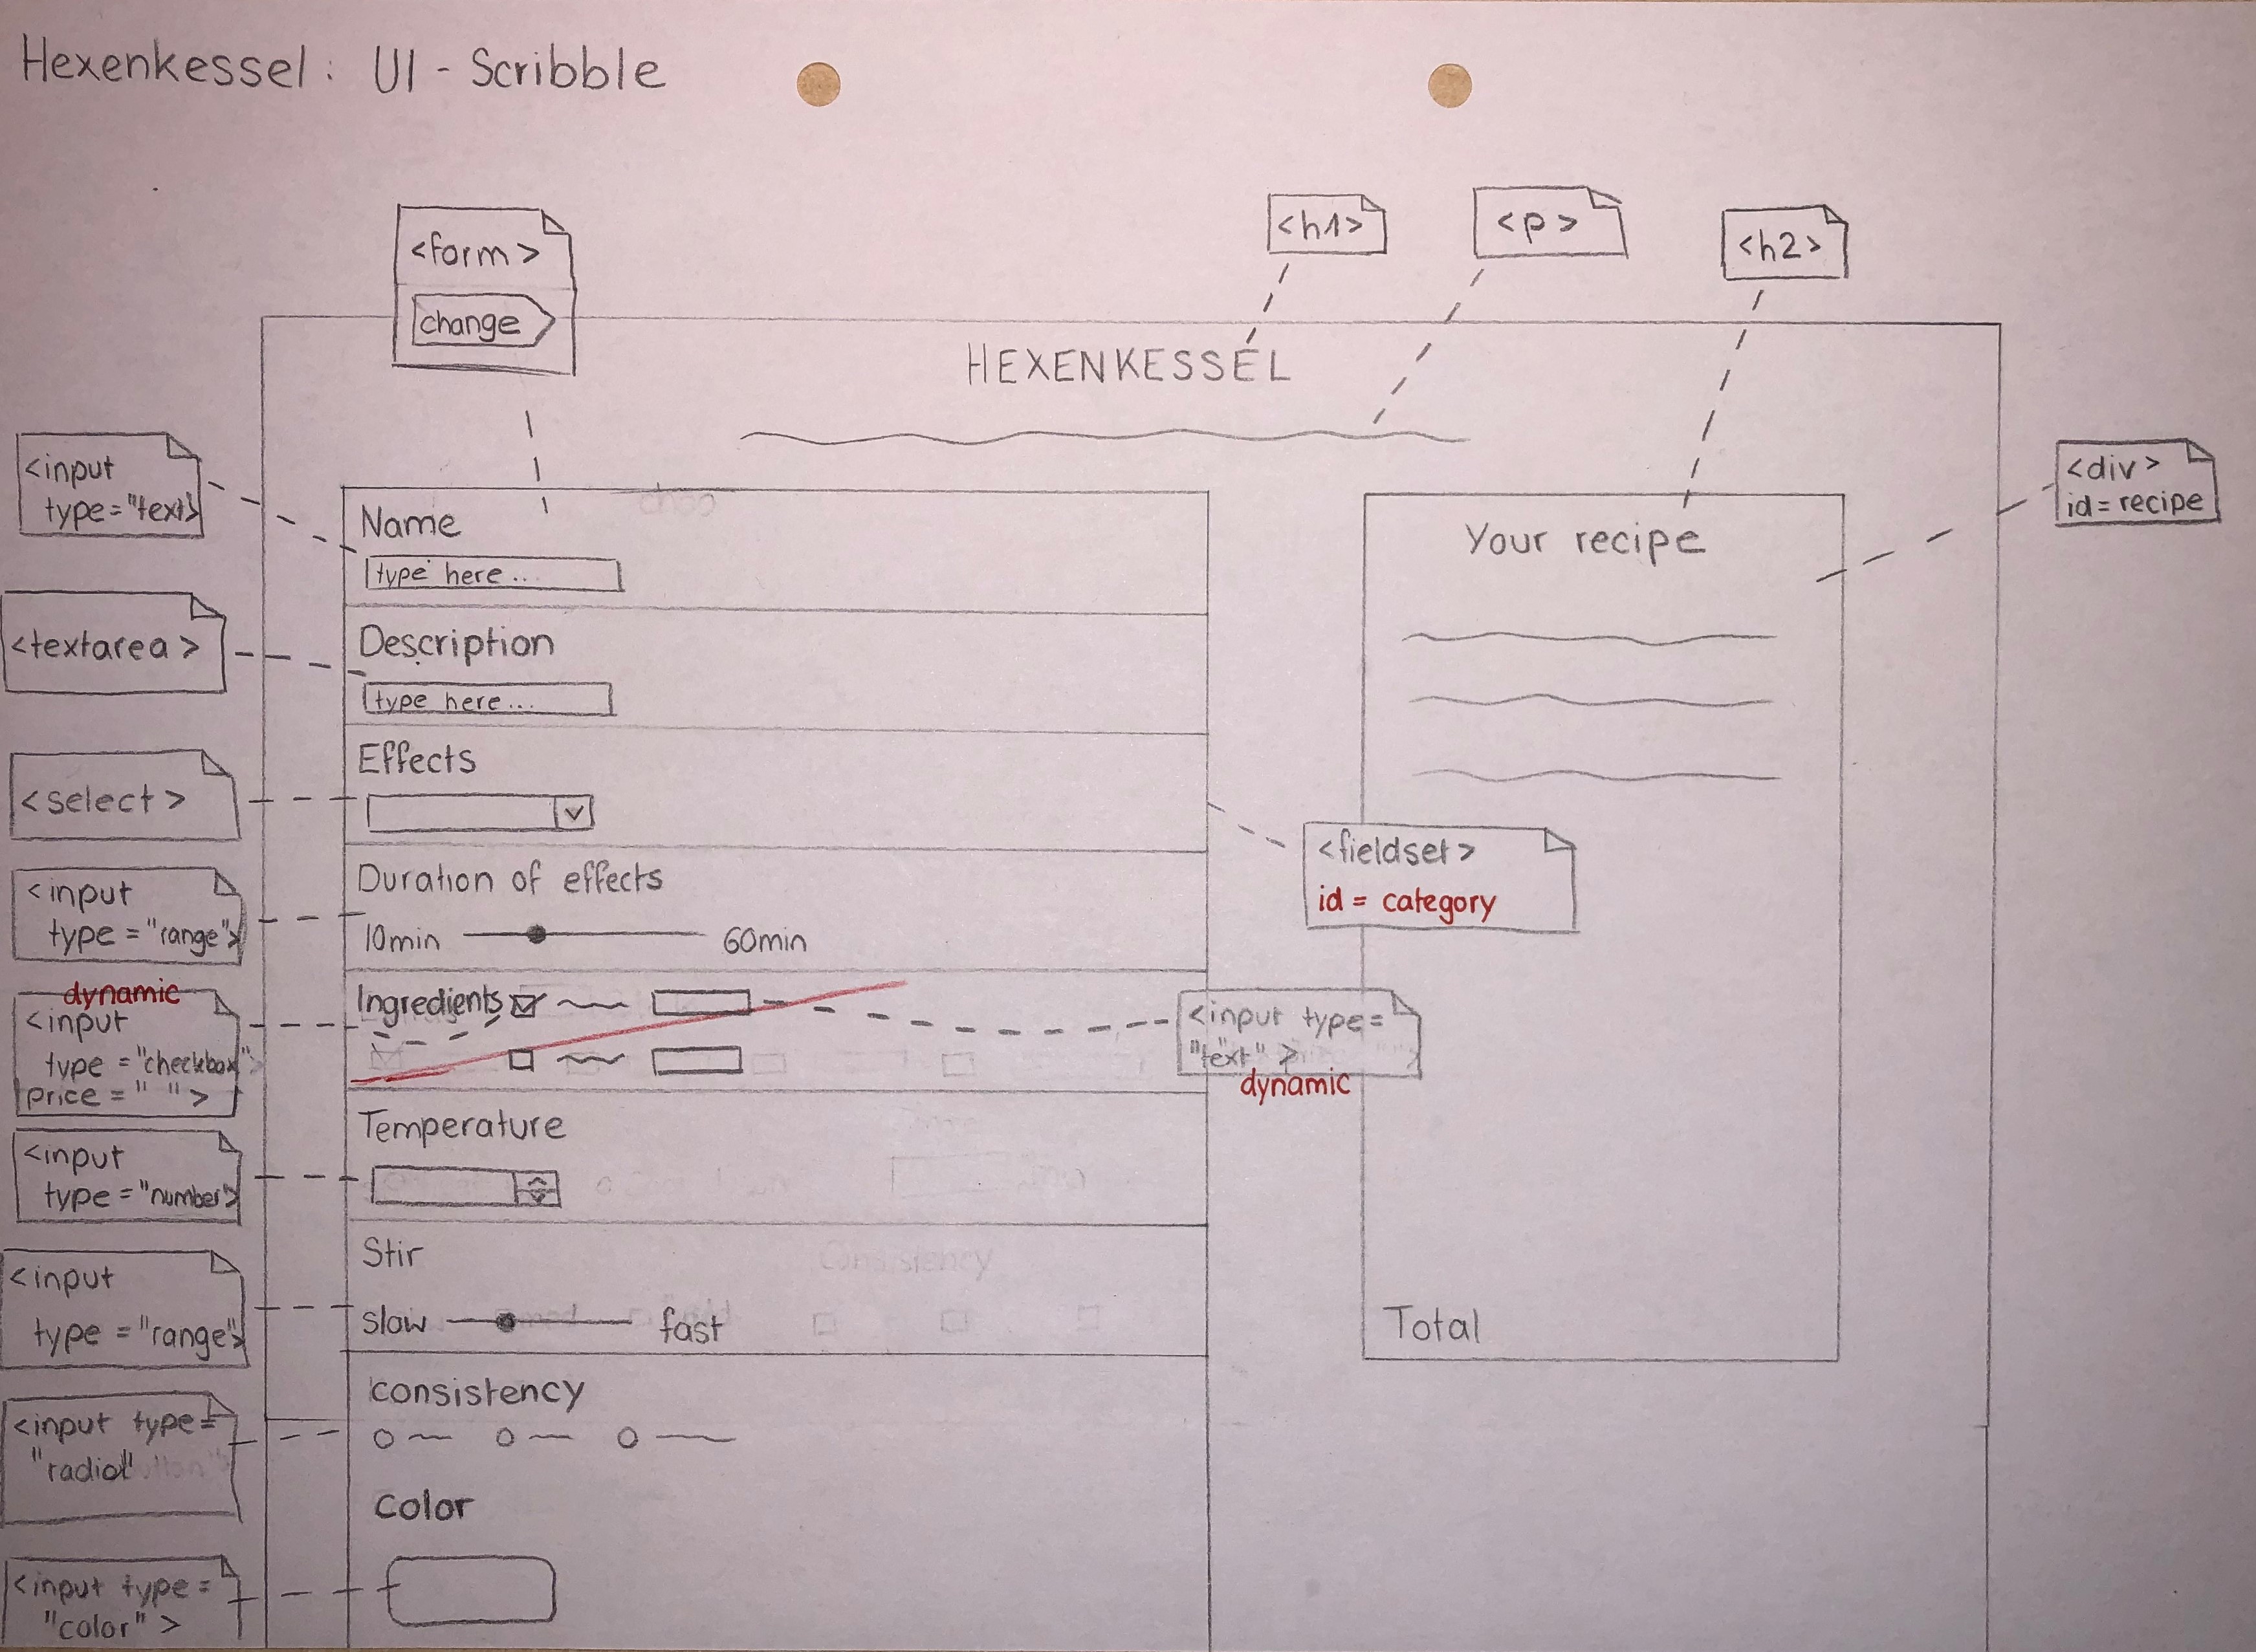 Hexenkessel: UI - Scribble
<form>
change
<h1>
<p>
<h2>
HEXENKESSEL
<input
type="text>
Name
type here...
<textarea>
Description
type here...
<select>
Effects
<input
type="range">
Duration of effects
10min
60min
dynamic
<input
type="checkbox"
price=" ">
Ingredients
<input type=
"text" >
dynamic
<input
type="number>
Temperature
<input
type="range">
Stir
slow
fast
<input type=
"radio"
consistency
color
<input type=
"color" >
<fieldset>
id = category
Your recipe
Total
<div>
id=recipe